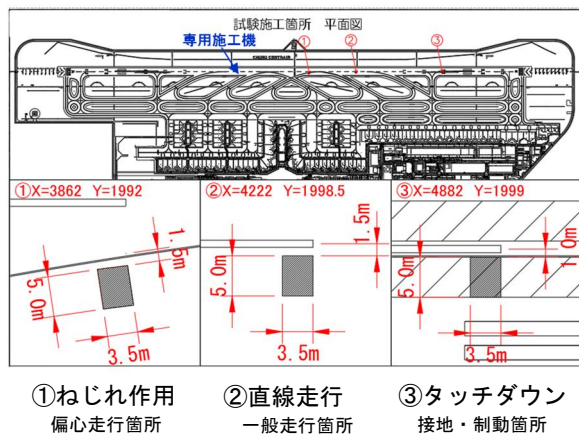 試験施工箇所 平面図
専用施工機
① ② ③
CHUBU CENTRAIR
①X=3862 Y=1992
1.5m
5.0m
3.5m
②X=4222 Y=1998.5
1.5m
5.0m
3.5m
③X=4882 Y=1999
1.0m
5.0m
3.5m
①ねじれ作用
偏心走行箇所
②直線走行
一般走行箇所
③タッチダウン
接地・制動箇所